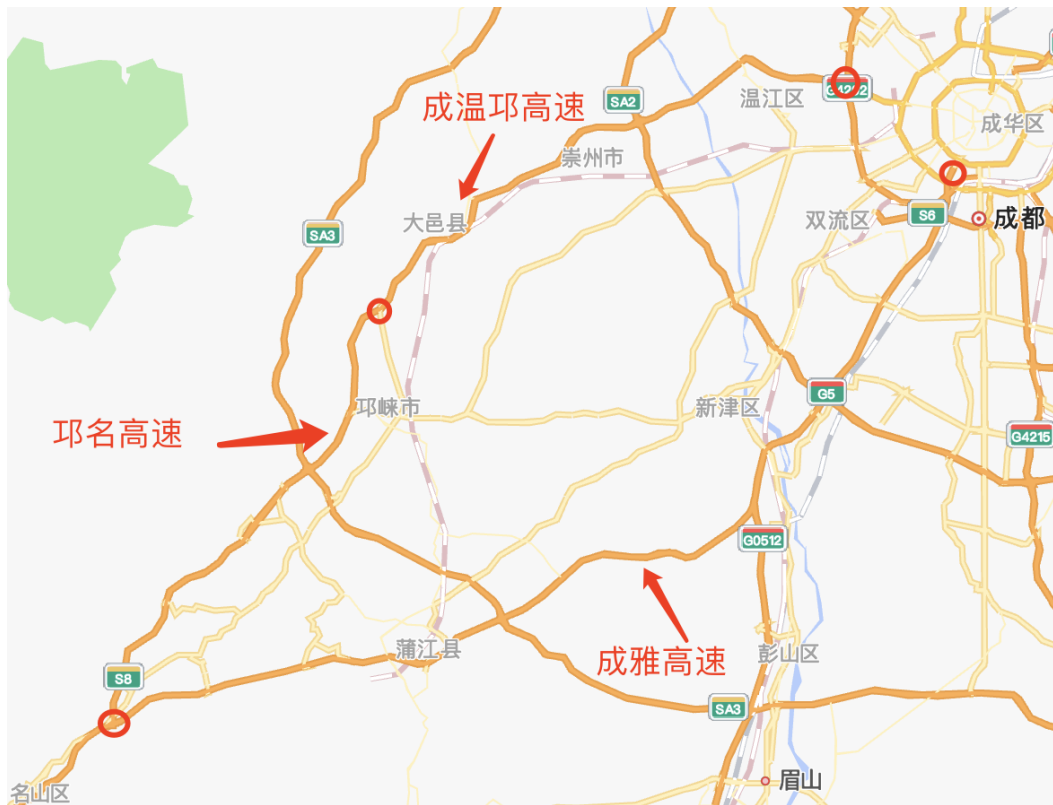 G4202
SA2
温江区
成温邛高速
成华区
崇州市
SA3
大邑县
双流区
S6
成都
G5
邛崃市
新津区
邛名高速
G4215
G0512
蒲江县
成雅高速
彭山区
S8
SA3
眉山
名山区